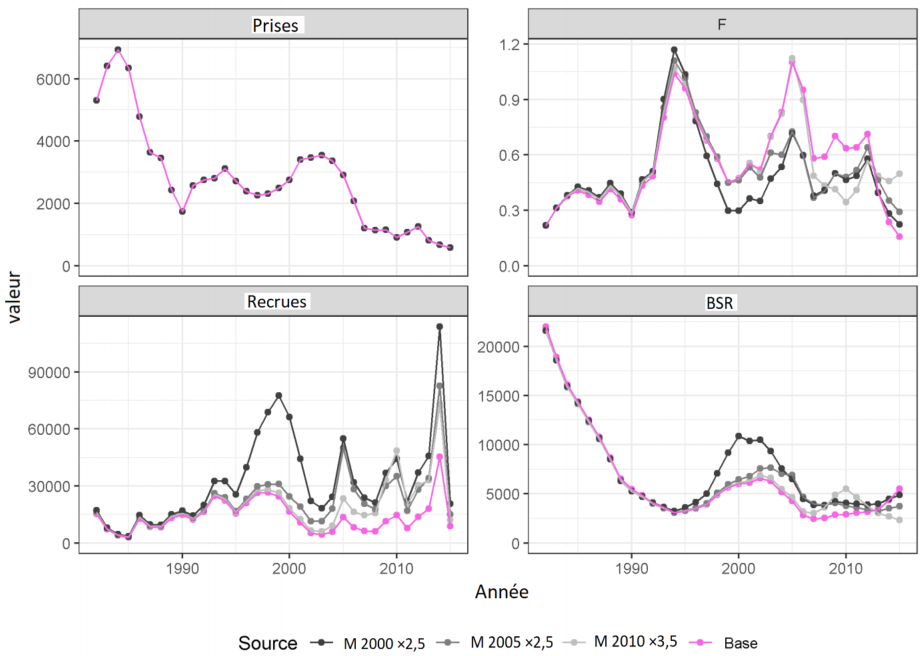 Prises
F
6000
4000
2000
0
1.2
0.9
0.6
0.3
0.0
valeur
Recrues
BSR
90000
60000
30000
0
20000
15000
10000
5000
0
1990 2000 2010
1990 2000 2010
Année
Source M 2000 ×2,5 M 2005 ×2,5 M 2010 ×3,5 Base